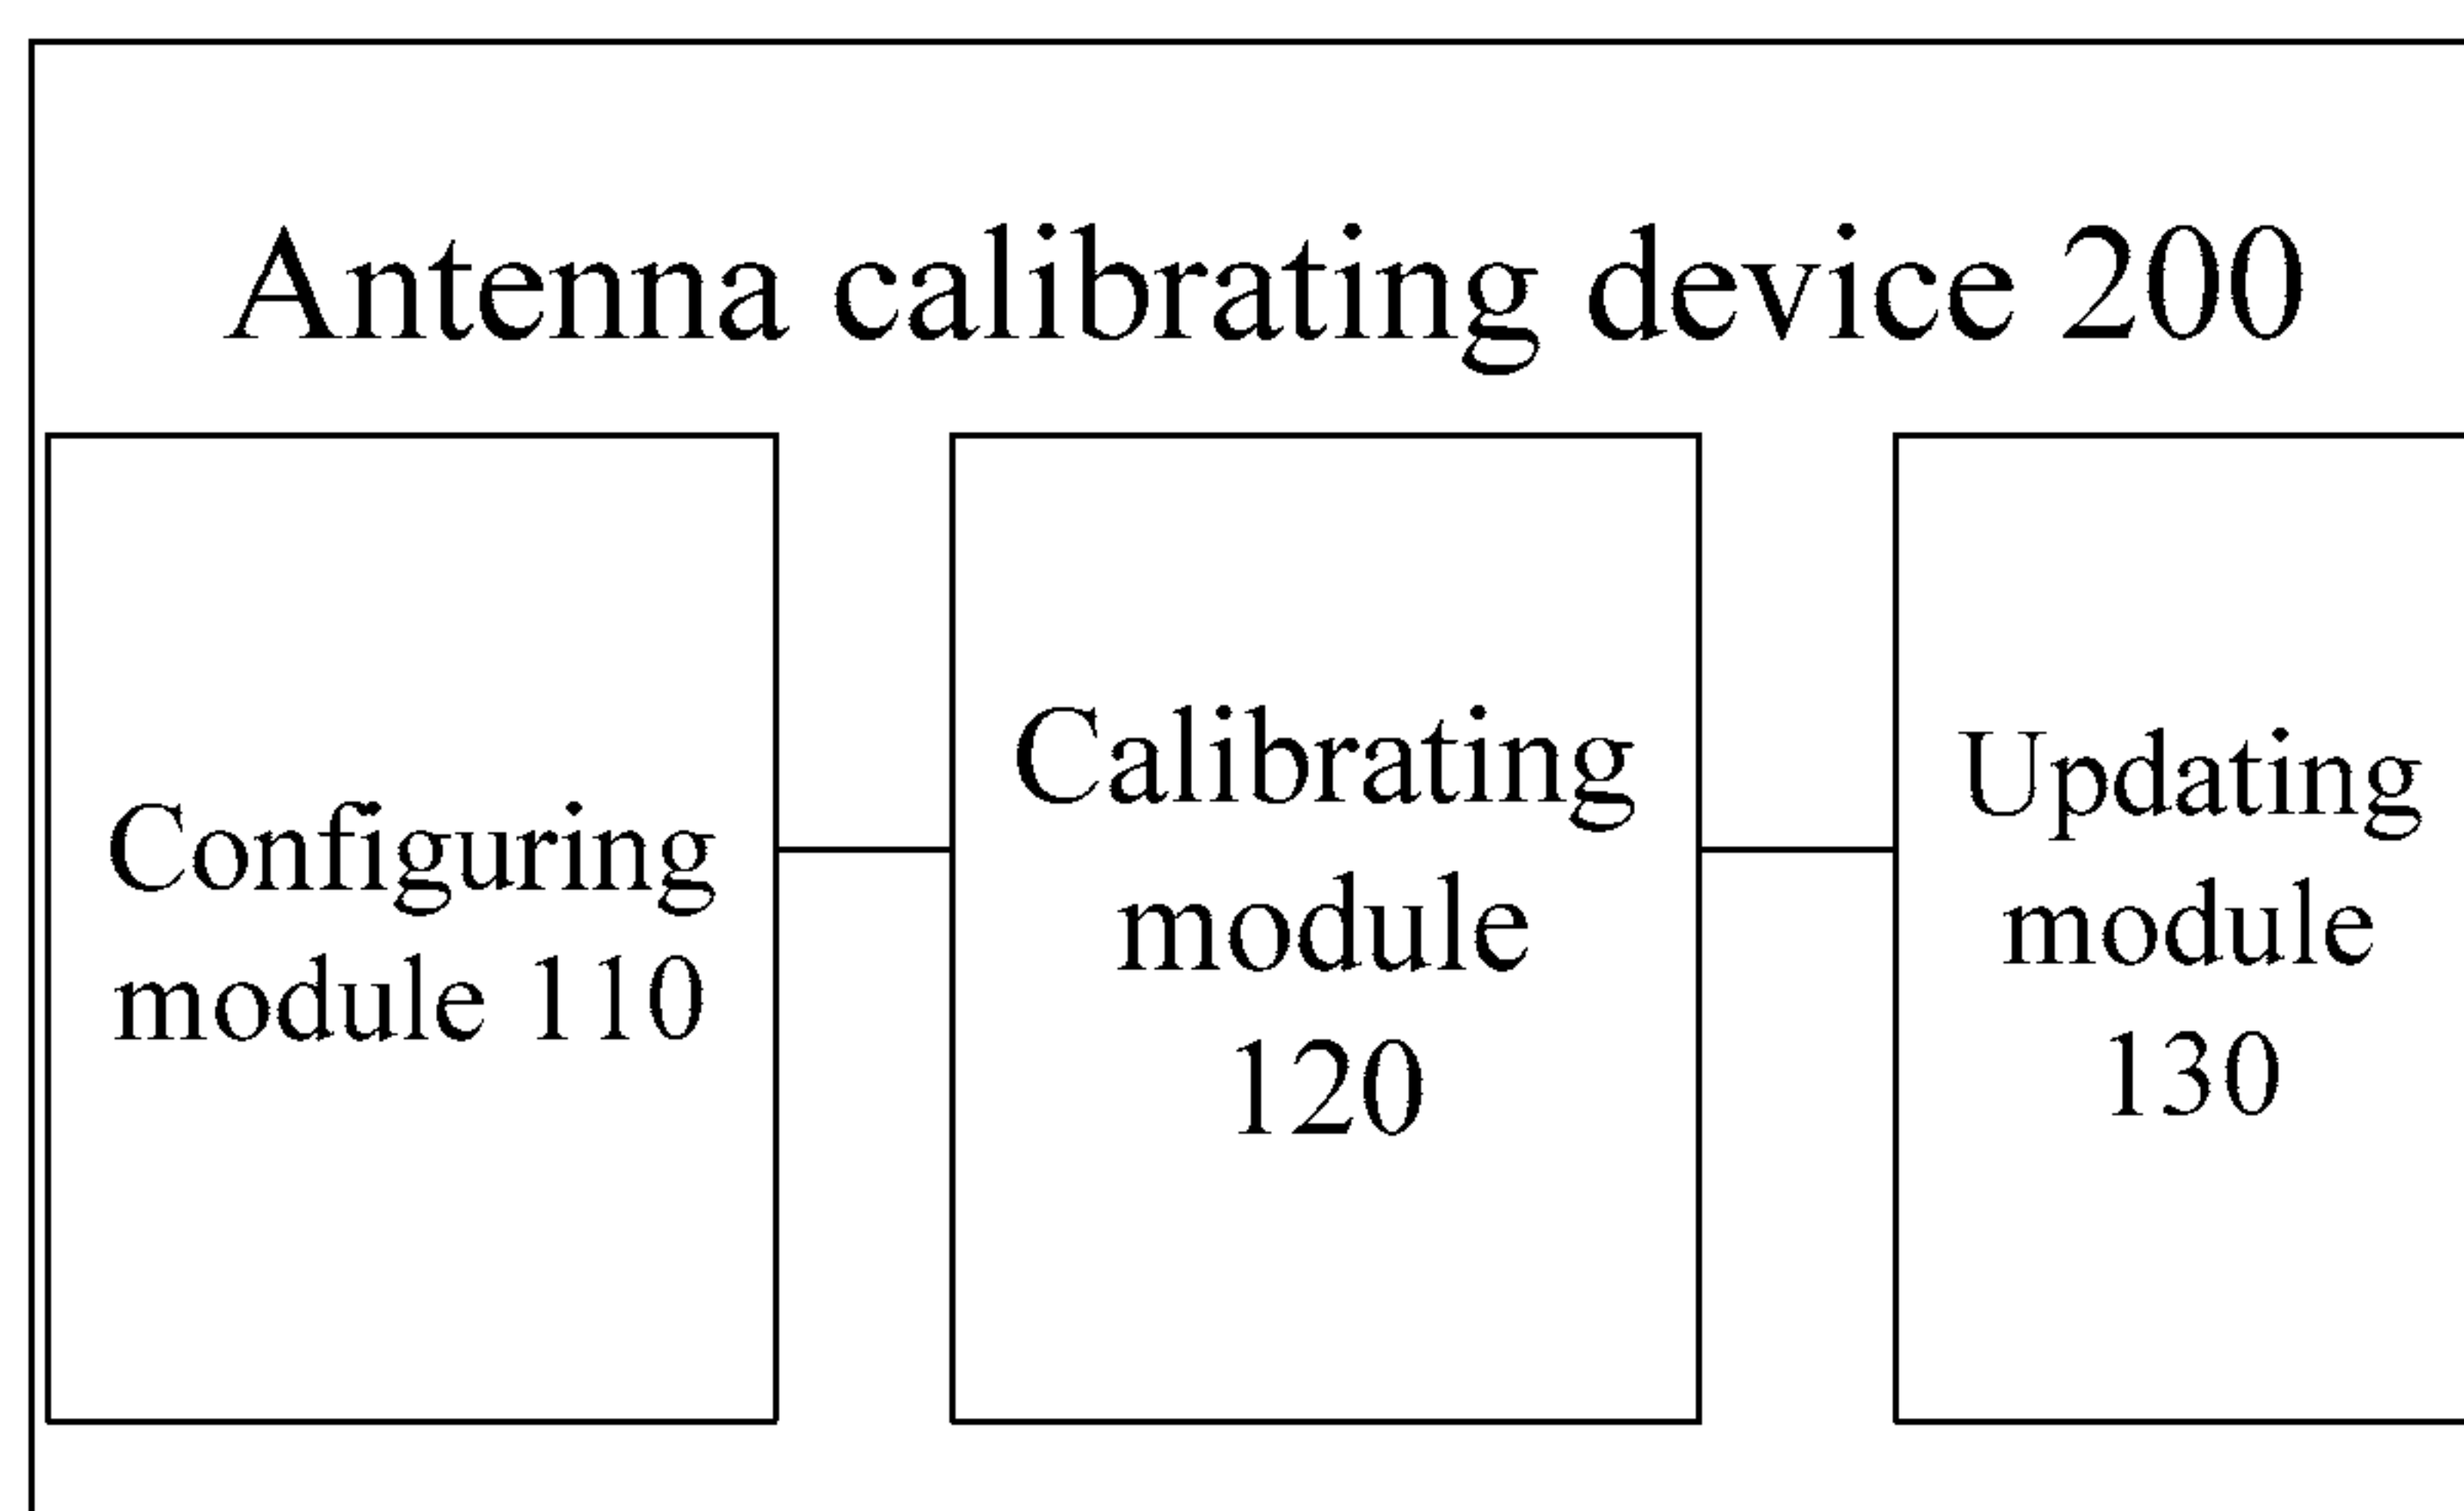 Antenna calibrating device 200
Configuring
module 110
Calibrating
module
120
Updating
module
130